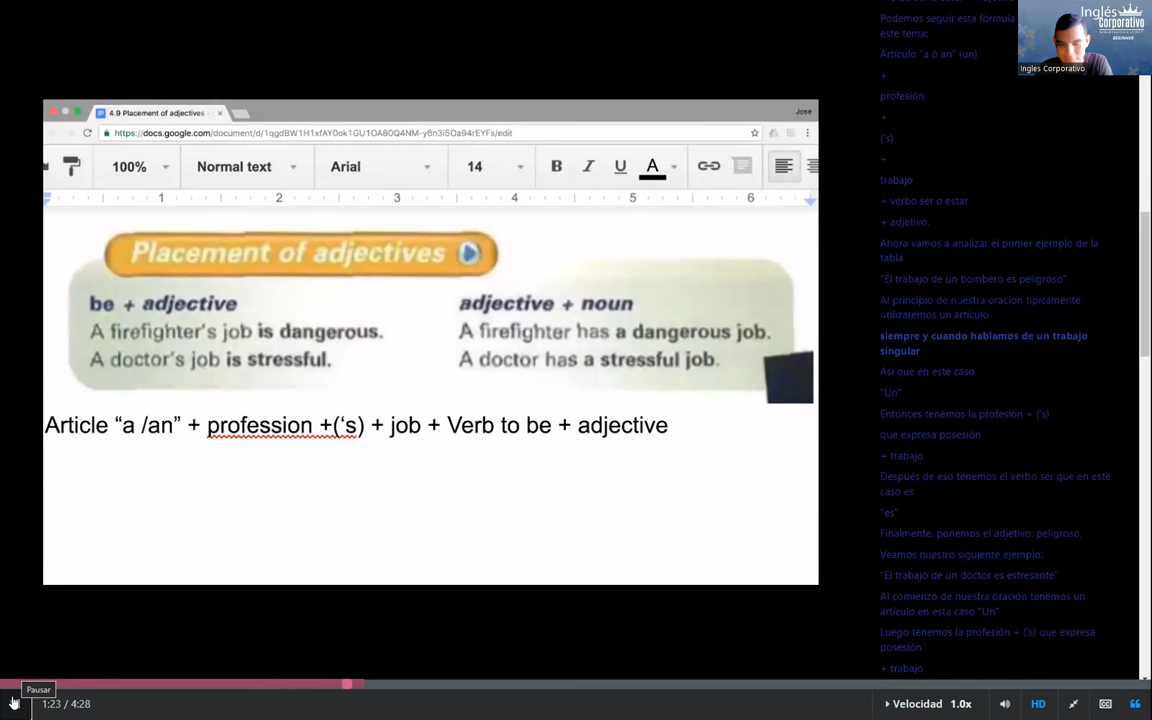 Inglés
Corporativo
BEGINNER
Ingles Corporativo
Podemos seguir esta fórmula
este tema:
Artículo "a ó an" (un)
+
profesión
+
('s)
+
trabajo
+ verbo ser o estar
+ adjetivo.
Ahora vamos a analizar el primer ejemplo de la
tabla
"El trabajo de un bombero es peligroso"
Al principio de nuestra oración típicamente
utilizaremos un artículo
siempre y cuando hablamos de un trabajo
singular
Así que en este caso
"Un"
Entonces tenemos la profesión + ('s)
que expresa posesión
+ trabajo
Después de eso tenemos el verbo ser que en este
caso es
"es"
Finalmente, ponemos el adjetivo: peligroso.
Veamos nuestro siguiente ejemplo:
"El trabajo de un doctor es estresante"
Al comienzo de nuestra oración tenemos un
artículo en esta caso "Un"
Luego tenemos la profesión + ('s) que expresa
posesión
+ trabajo
4.9 Placement of adjectives -
Jose
https://docs.google.com/document/d/1qgdBW1H1xfAY0ok1GU1OA80Q4NM-y6n3i5Oa94rEYFs/edit
100% Normal text Arial 14 B I U A
1 2 3 4 5 6
Placement of adjectives
be + adjective
A firefighter's job is dangerous.
A doctor's job is stressful.
adjective + noun
A firefighter has a dangerous job.
A doctor has a stressful job.
Article “a /an” + profession +(‘s) + job + Verb to be + adjective
Pausar
1:23 / 4:28
Velocidad 1.0x
HD